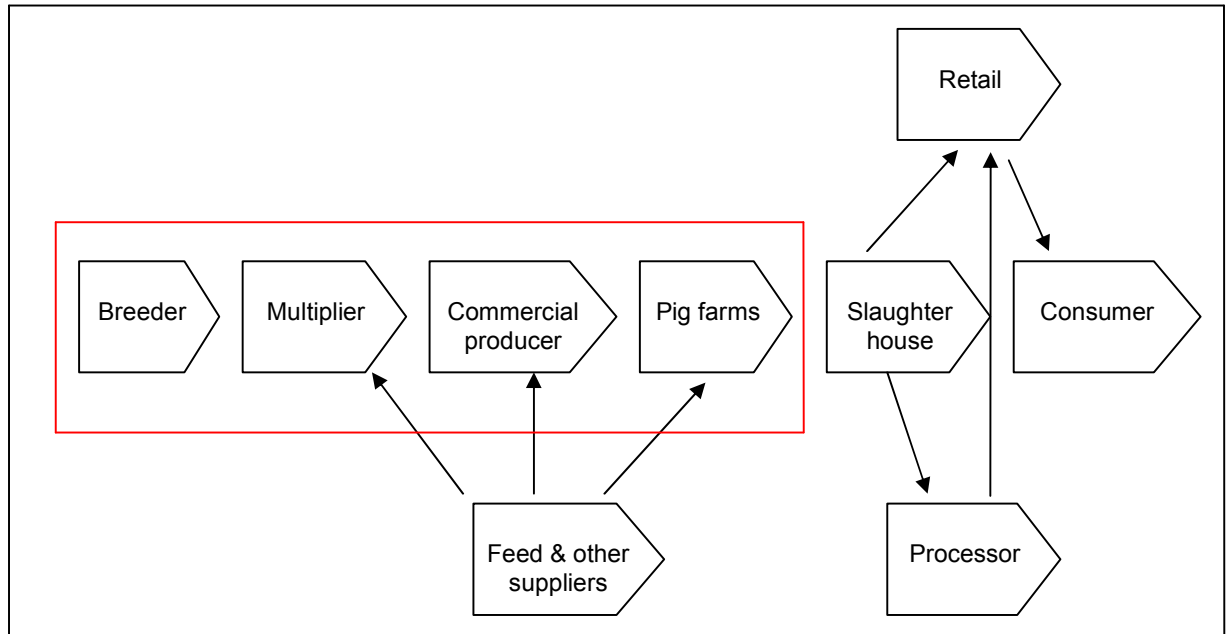 Retail
Breeder
Multiplier
Commercial
producer
Pig farms
Slaughter
house
Consumer
Feed & other
suppliers
Processor